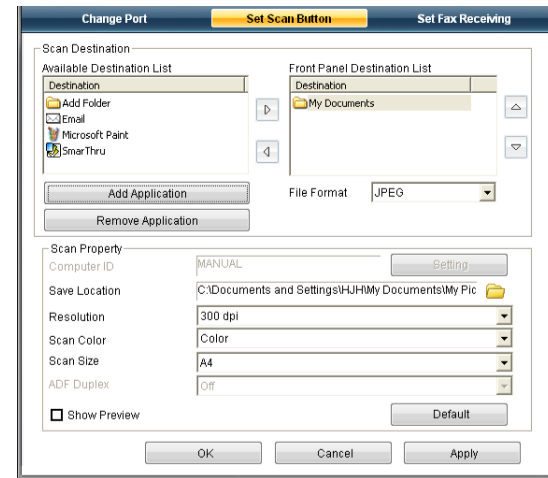 Change Port Set Scan Button Set Fax Receiving
Scan Destination
Available Destination List Front Panel Destination List
Destination Destination
Add Folder My Documents
Email
Microsoft Paint
SmarThru
Add Application File Format JPEG
Remove Application
Scan Property
Computer ID MANUAL Setting
Save Location C:\Documents and Settings\HJH\My Documents\My Pic
Resolution 300 dpi
Scan Color Color
Scan Size A4
ADF Duplex Off
Show Preview Default
OK Cancel Apply